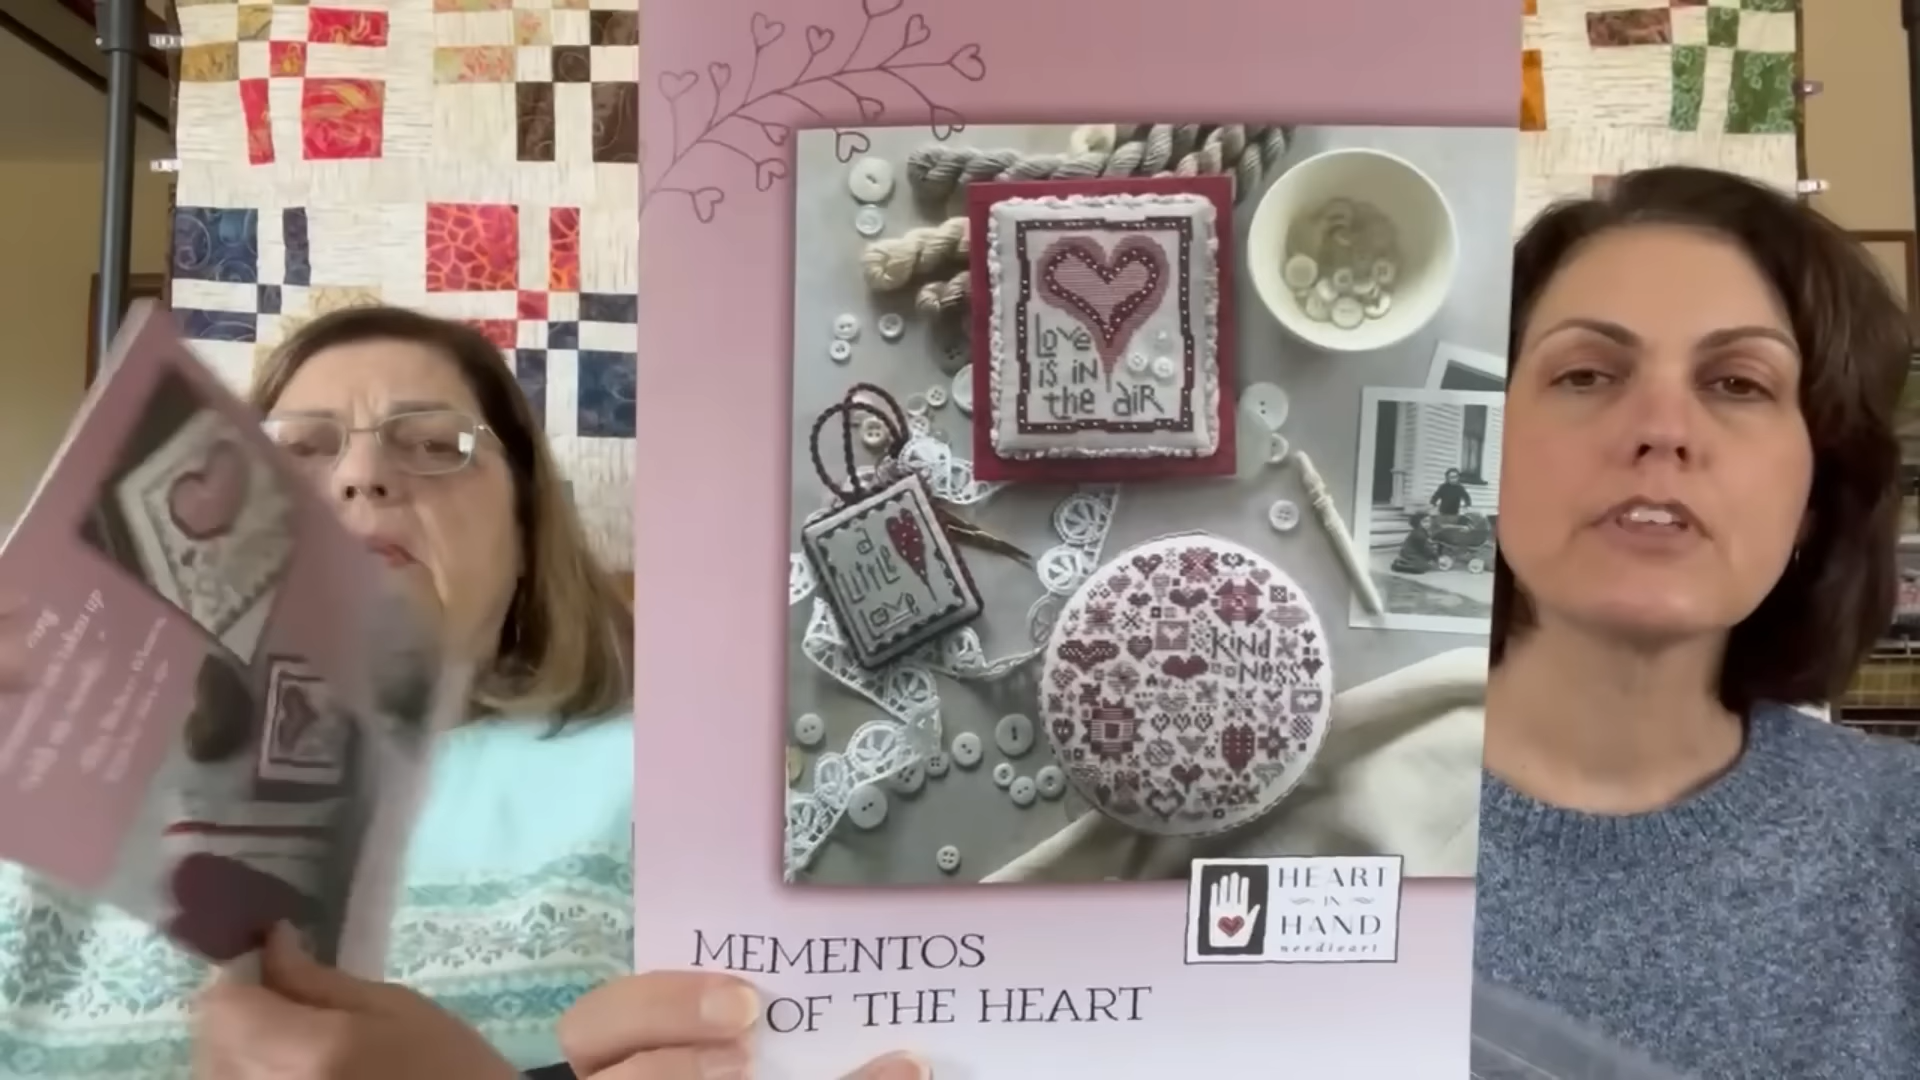 love
is in
the air
a
little
love
kind
ness
HEART
IN
HAND
needleart
MEMENTOS
OF THE HEART